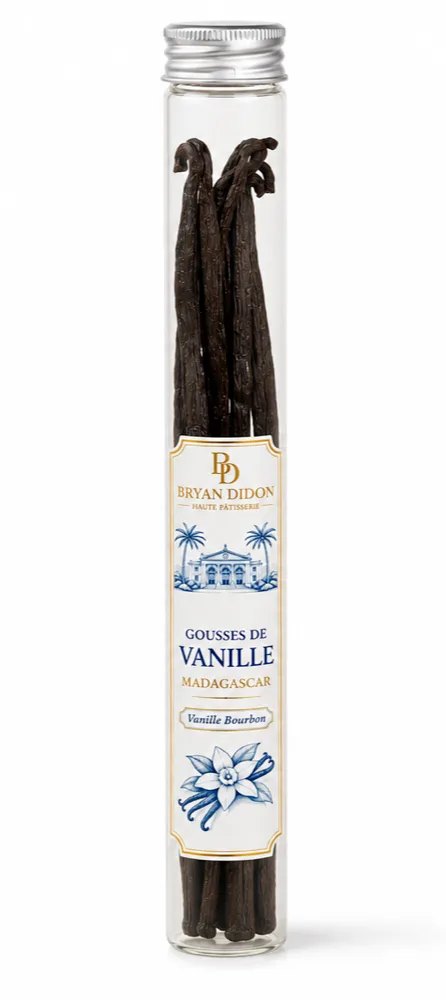 BD
BRYAN DIDON
HAUTE PÂTISSERIE
GOUSSES DE
VANILLE
MADAGASCAR
Vanille Bourbon